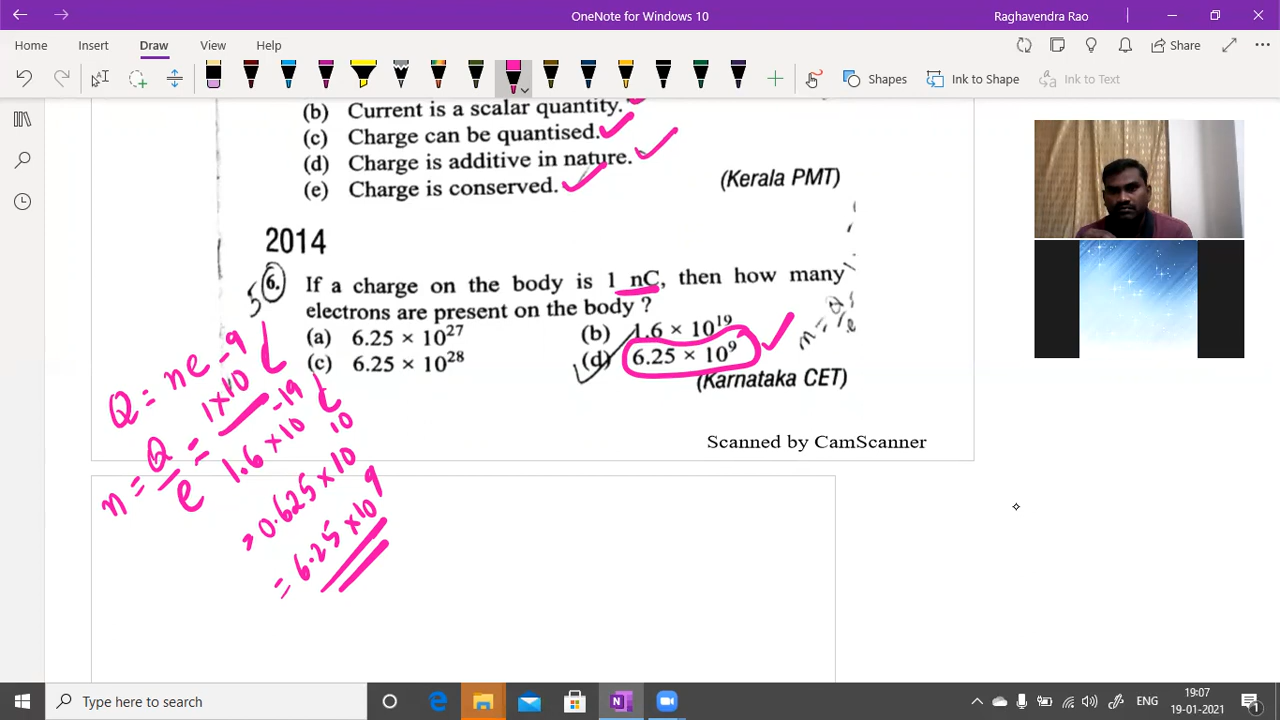 OneNote for Windows 10
Raghavendra Rao
Home Insert Draw View Help
Share
Shapes
Ink to Shape
Ink to Text
(b) Current is a scalar quantity.
(c) Charge can be quantised.
(d) Charge is additive in nature.
(e) Charge is conserved.
(Kerala PMT)
2014
5
6. If a charge on the body is 1 nC, then how many
electrons are present on the body ?
(a) 6.25 × 10²⁷ (b) 1.6 × 10¹⁹
(c) 6.25 × 10²⁸ (d) 6.25 × 10⁹
(Karnataka CET)
n = Q/e
Scanned by CamScanner
Q = ne
n = Q/e = 1×10⁻⁹ C / 1.6×10⁻¹⁹ C
= 0.625×10¹⁰
= 6.25×10⁹
Type here to search
ENG
19:07
19-01-2021
1